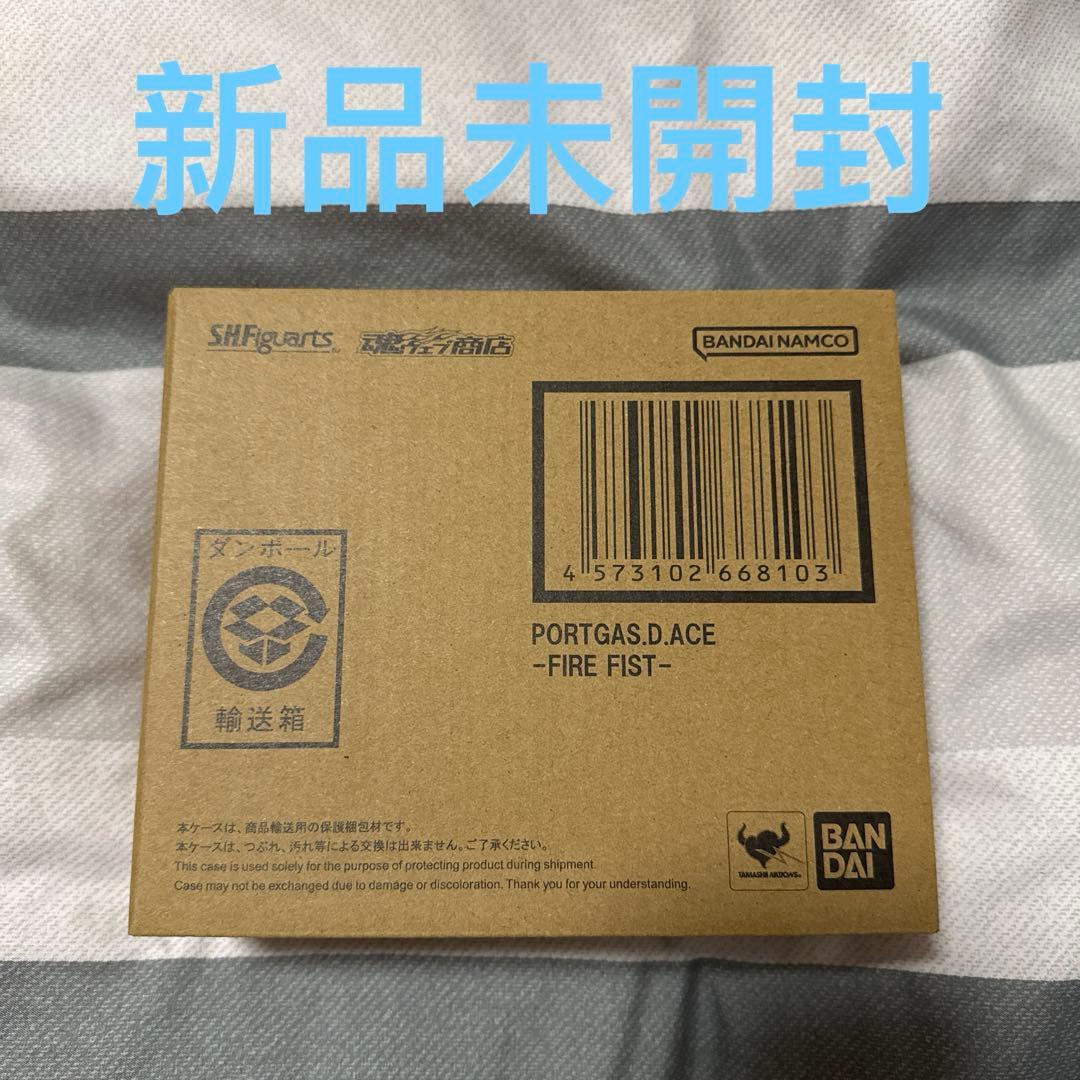 新品未開封
S.H.Figuarts
魂ウェブ商店
BANDAI NAMCO
4 573102 668103
PORTGAS.D.ACE
-FIRE FIST-
ダンボール
輸送箱
本ケースは、商品輸送用の保護梱包材です。
本ケースは、つぶれ、汚れ等による交換は出来ません。ご了承ください。
This case is used solely for the purpose of protecting product during shipment.
Case may not be exchanged due to damage or discoloration. Thank you for your understanding.
TAMASHII NATIONS
BAN
DAI